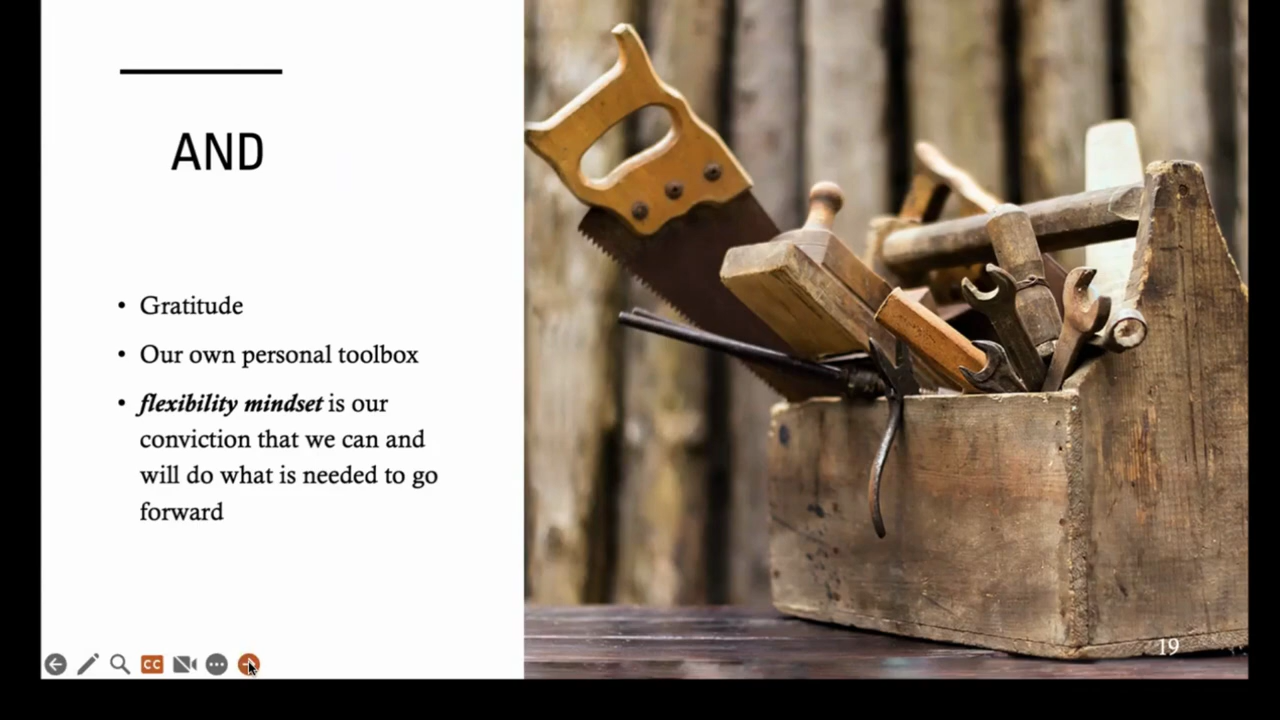 AND
• Gratitude
• Our own personal toolbox
• flexibility mindset is our
conviction that we can and
will do what is needed to go
forward
CC
19